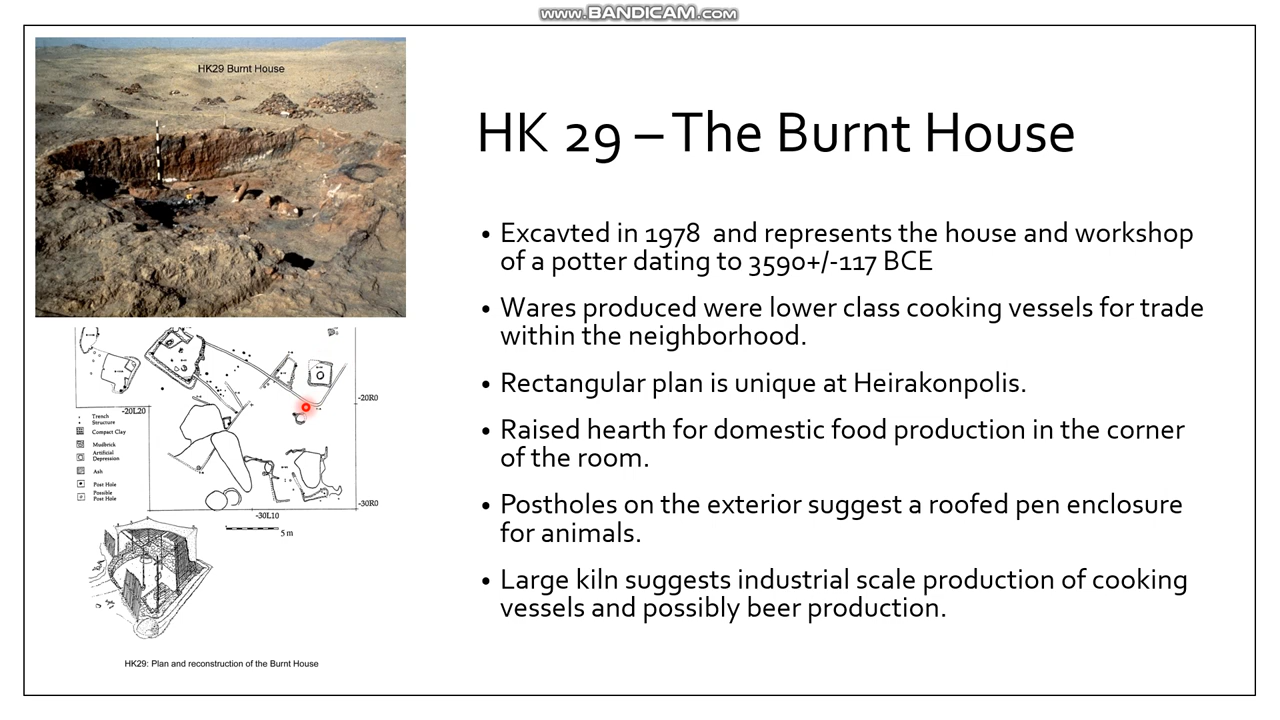 www.BANDICAM.com
HK29 Burnt House
HK 29 – The Burnt House
• Excavted in 1978  and represents the house and workshop
of a potter dating to 3590+/-117 BCE
• Wares produced were lower class cooking vessels for trade
within the neighborhood.
• Rectangular plan is unique at Heirakonpolis.
• Raised hearth for domestic food production in the corner
of the room.
• Postholes on the exterior suggest a roofed pen enclosure
for animals.
• Large kiln suggests industrial scale production of cooking
vessels and possibly beer production.
-20L20
-20R0
Trench
Structure
Compact Clay
Mudbrick
Artificial
Depression
Ash
Post Hole
Possible
Post Hole
-30R0
-30L10
5 m
HK29: Plan and reconstruction of the Burnt House